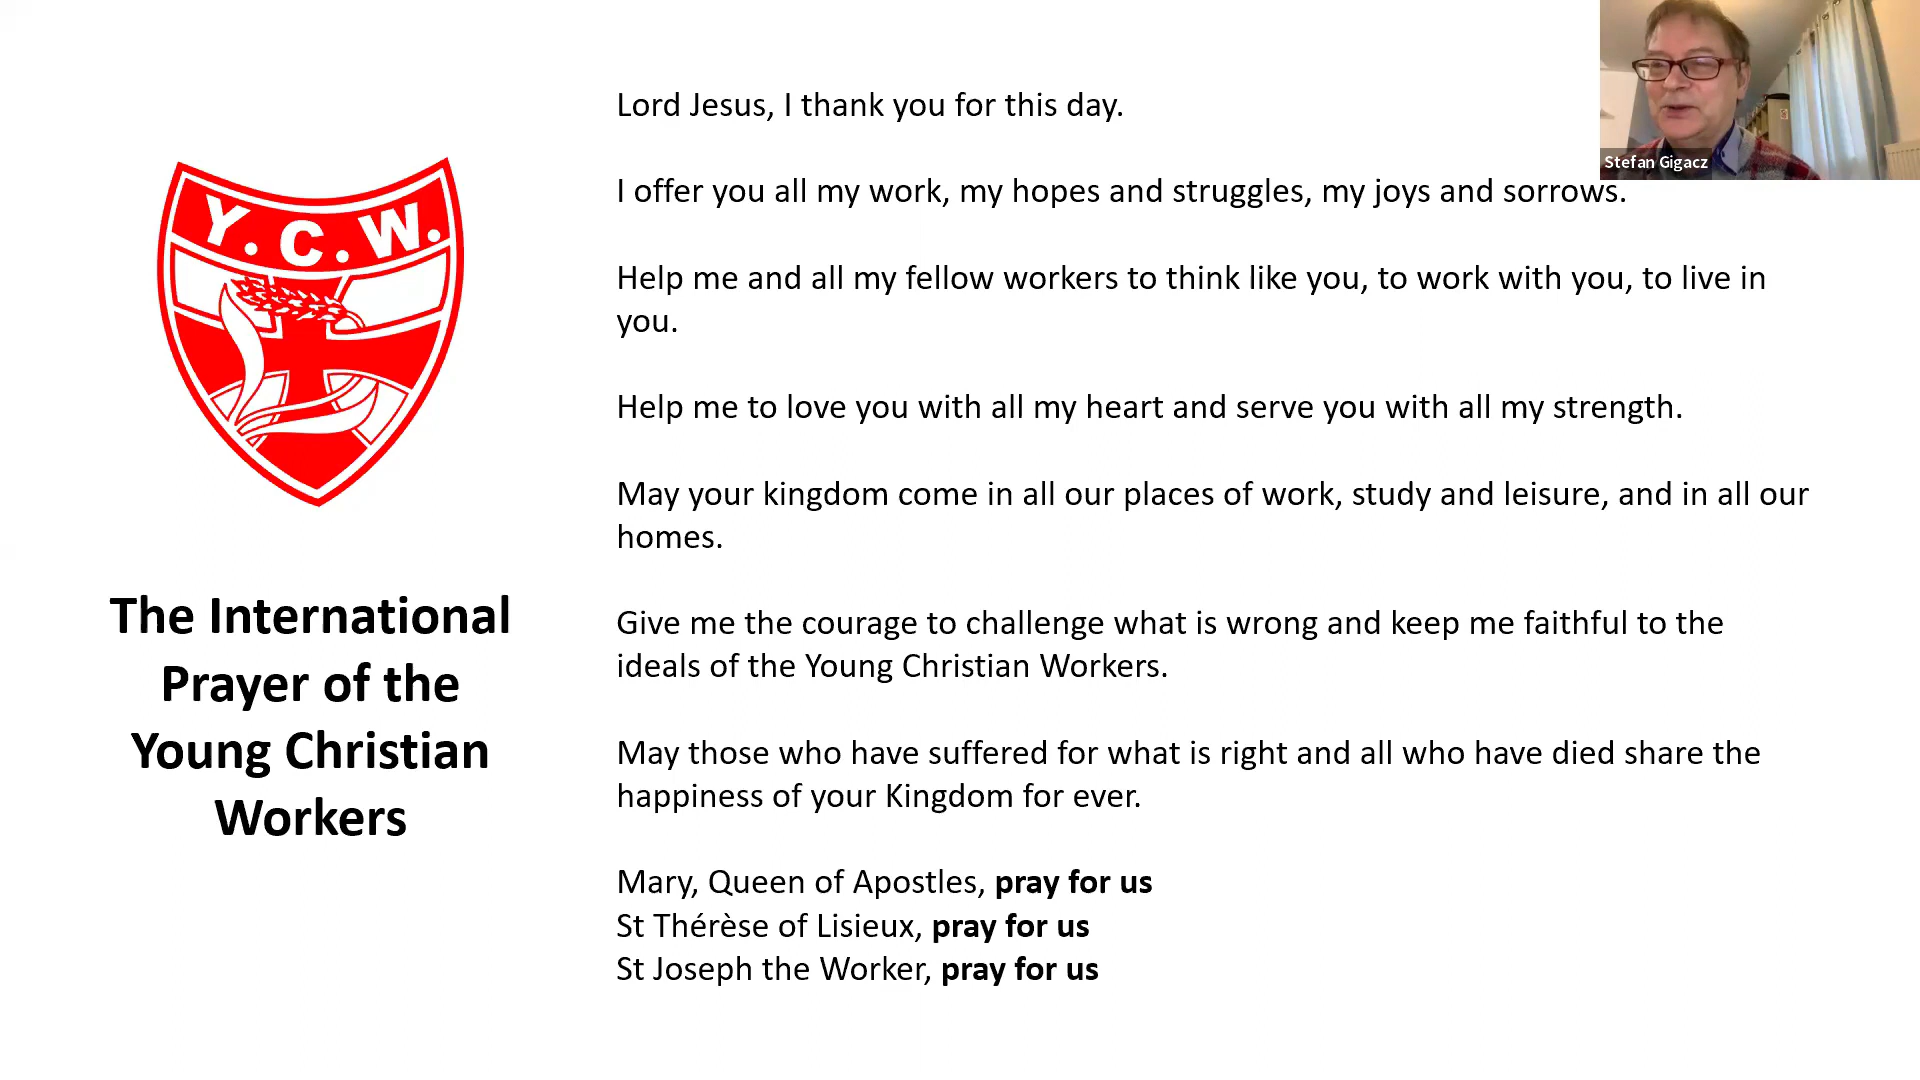 Y.C.W.
The International
Prayer of the
Young Christian
Workers
Lord Jesus, I thank you for this day.
I offer you all my work, my hopes and struggles, my joys and sorrows.
Help me and all my fellow workers to think like you, to work with you, to live in
you.
Help me to love you with all my heart and serve you with all my strength.
May your kingdom come in all our places of work, study and leisure, and in all our
homes.
Give me the courage to challenge what is wrong and keep me faithful to the
ideals of the Young Christian Workers.
May those who have suffered for what is right and all who have died share the
happiness of your Kingdom for ever.
Mary, Queen of Apostles, pray for us
St Thérèse of Lisieux, pray for us
St Joseph the Worker, pray for us
Stefan Gigacz